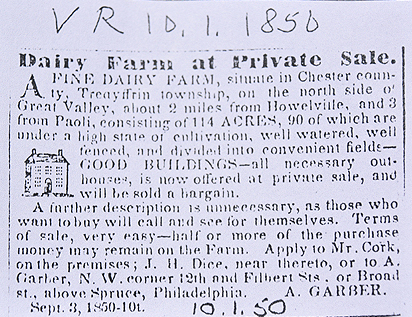 V R 10.1.1850
Dairy Farm at Private Sale.
A FINE DAIRY FARM, situate in Chester coun-
ty, Tredyffrin township, on the north side of
Great Valley, about 2 miles from Howelville, and 3
from Paoli, consisting of 114 ACRES, 90 of which are
under a high state of cultivation, well watered, well
fenced, and divided into convenient fields—
GOOD BUILDINGS—all necessary out-
houses, is now offered at private sale, and
will be sold a bargain.
A further description is unnecessary, as those who
want to buy will call and see for themselves. Terms
of sale, very easy—half or more of the purchase
money may remain on the Farm. Apply to Mr. Cork,
on the premises; J. H. Dice, near thereto, or to A.
Garber, N. W. corner 12th and Filbert Sts. or Broad
st., above Spruce, Philadelphia. A. GARBER.
Sept. 3, 1850-10t.
10.1.50